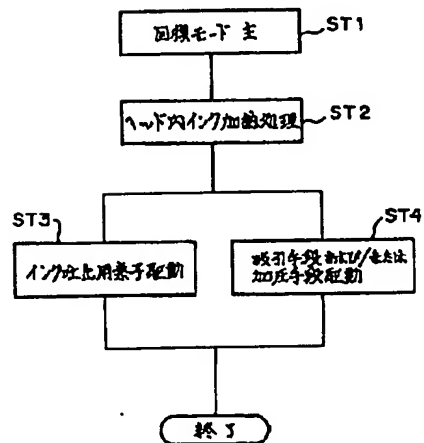 回復モード 主
ST1
ヘッド内インク加熱処理
ST2
ST3
インク吐出用素子駆動
ST4
吸引手段および/または
加圧手段駆動
終了